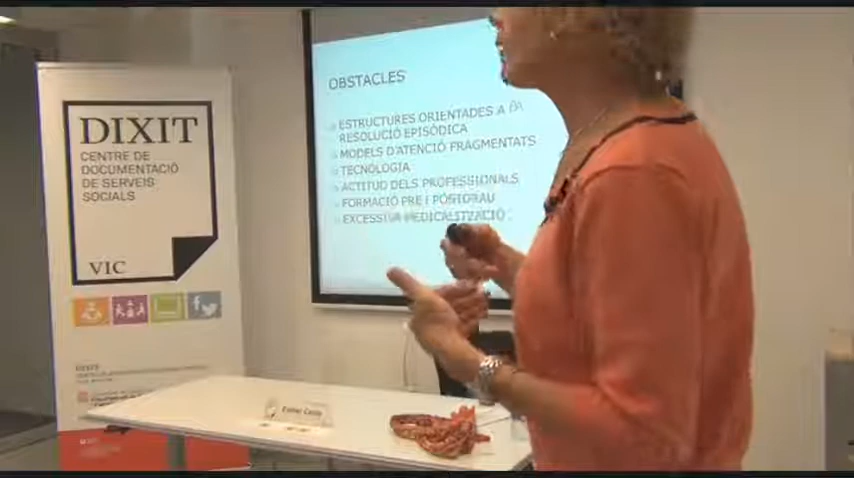 DIXIT
CENTRE DE
DOCUMENTACIÓ
DE SERVEIS
SOCIALS
VIC
OBSTACLES
ESTRUCTURES ORIENTADES A LA
RESOLUCIÓ EPISÒDICA
MODELS D'ATENCIÓ FRAGMENTATS
TECNOLOGIA
ACTITUD DELS PROFESSIONALS
FORMACIÓ PRE I POSTGRAU
EXCESSIVA MEDICALITZACIÓ
DIXIT